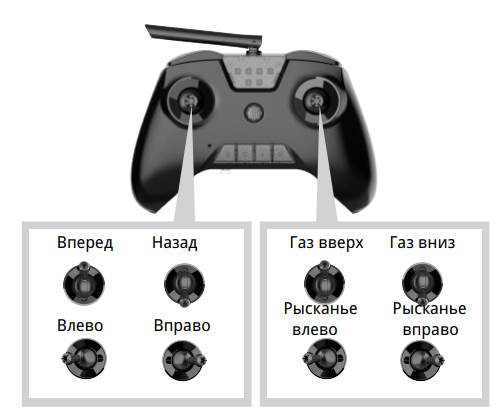 Вперед Назад
Влево Вправо
Газ вверх Газ вниз
Рысканье Рысканье
влево вправо